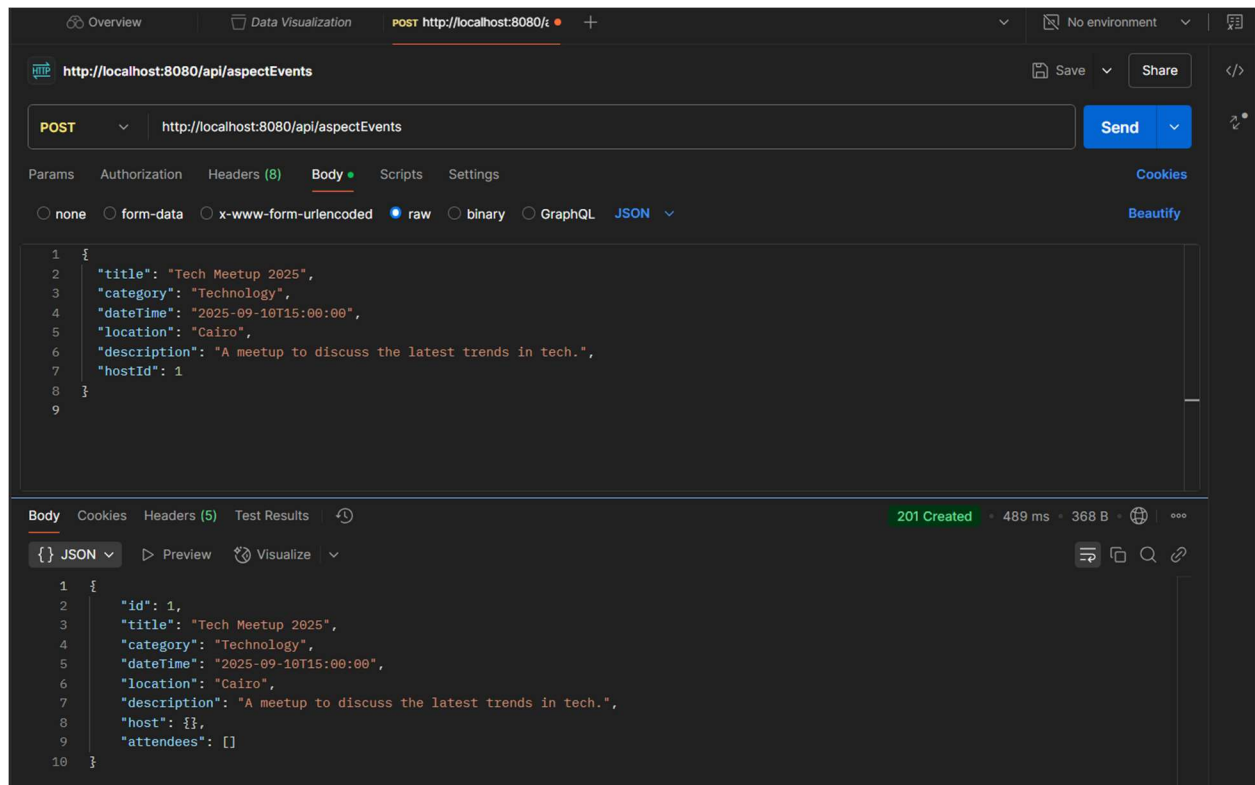 Overview Data Visualization POST http://localhost:8080/a No environment
HTTP http://localhost:8080/api/aspectEvents Save Share
POST http://localhost:8080/api/aspectEvents Send
Params Authorization Headers (8) Body Scripts Settings Cookies
none form-data x-www-form-urlencoded raw binary GraphQL JSON Beautify
1 {
2 "title": "Tech Meetup 2025",
3 "category": "Technology",
4 "dateTime": "2025-09-10T15:00:00",
5 "location": "Cairo",
6 "description": "A meetup to discuss the latest trends in tech.",
7 "hostId": 1
8 }
9
Body Cookies Headers (5) Test Results 201 Created 489 ms 368 B
{} JSON Preview Visualize
1 {
2 "id": 1,
3 "title": "Tech Meetup 2025",
4 "category": "Technology",
5 "dateTime": "2025-09-10T15:00:00",
6 "location": "Cairo",
7 "description": "A meetup to discuss the latest trends in tech.",
8 "host": {},
9 "attendees": []
10 }